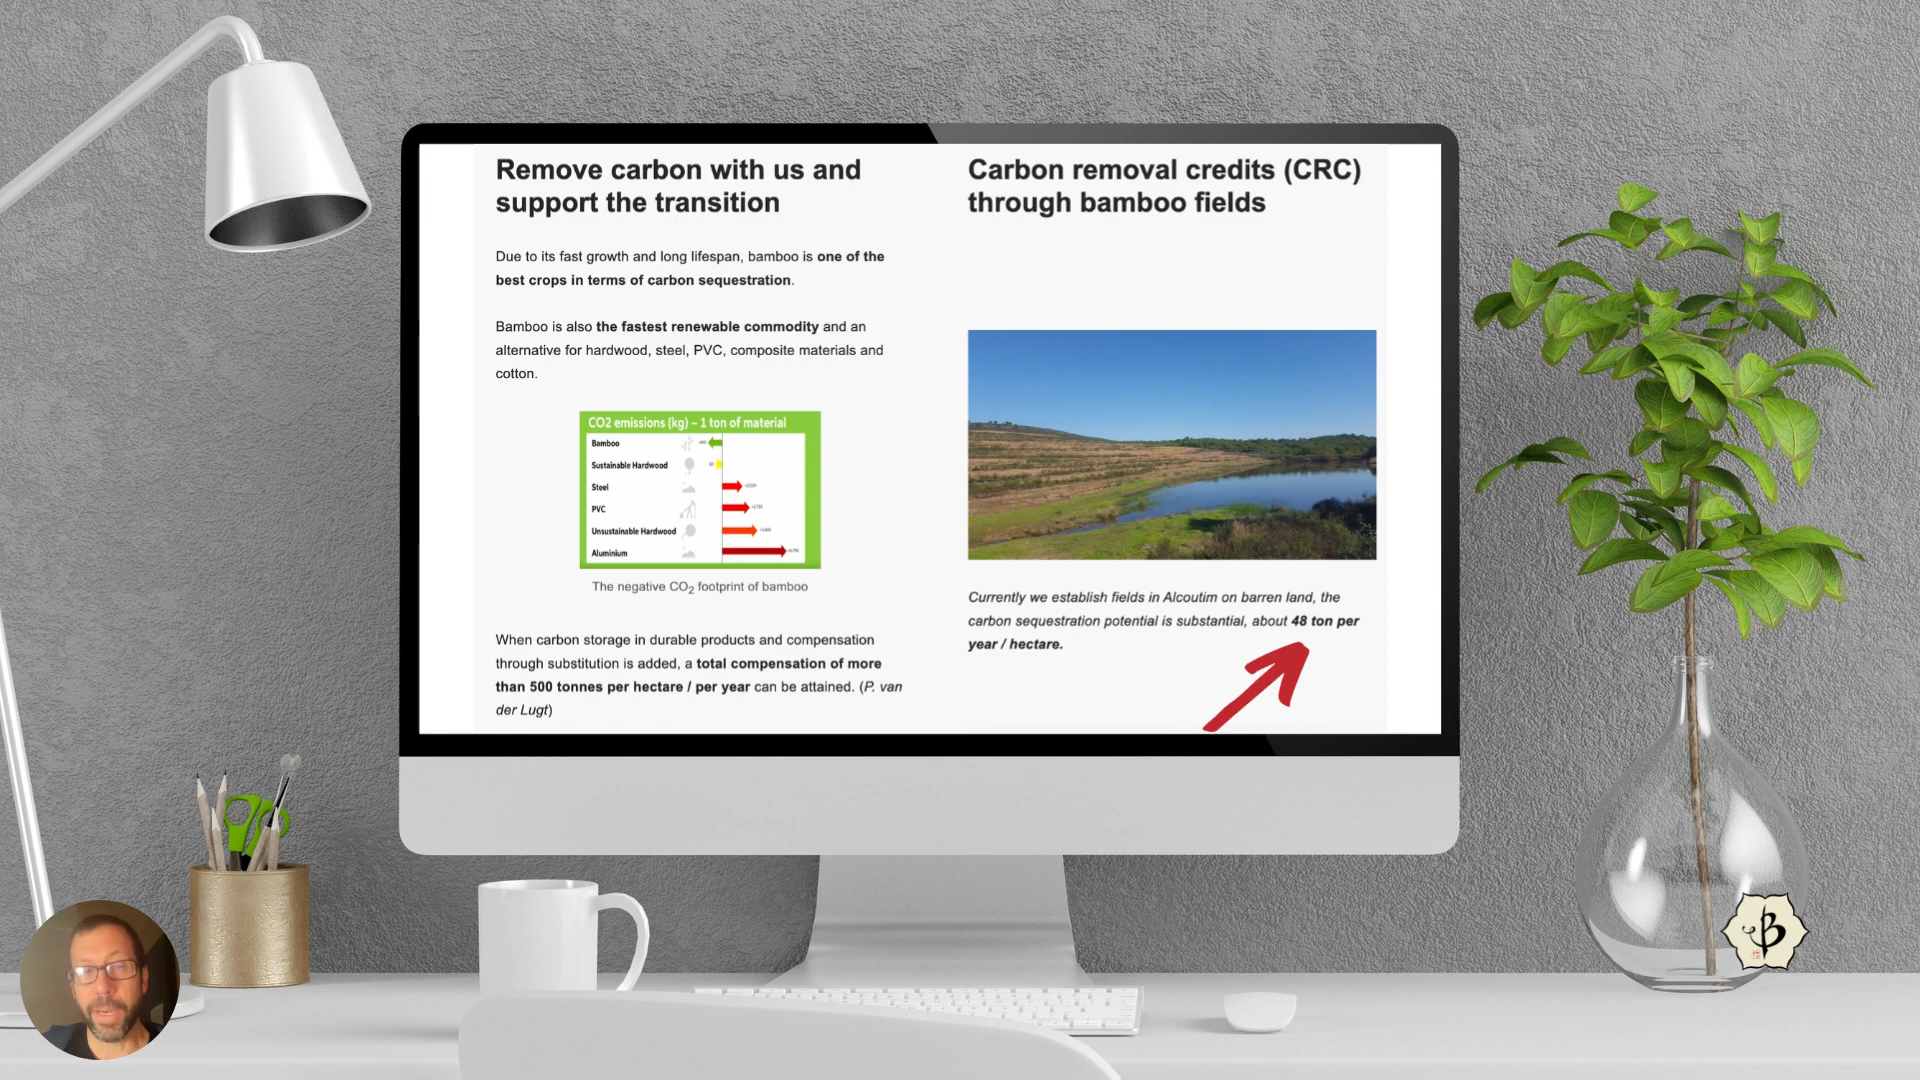 Remove carbon with us and
support the transition
Due to its fast growth and long lifespan, bamboo is one of the
best crops in terms of carbon sequestration.
Bamboo is also the fastest renewable commodity and an
alternative for hardwood, steel, PVC, composite materials and
cotton.
CO2 emissions (kg) – 1 ton of material
Bamboo
Sustainable Hardwood
Steel
PVC
Unsustainable Hardwood
Aluminium
The negative CO2 footprint of bamboo
When carbon storage in durable products and compensation
through substitution is added, a total compensation of more
than 500 tonnes per hectare / per year can be attained. (P. van
der Lugt)
Carbon removal credits (CRC)
through bamboo fields
Currently we establish fields in Alcoutim on barren land, the
carbon sequestration potential is substantial, about 48 ton per
year / hectare.
B